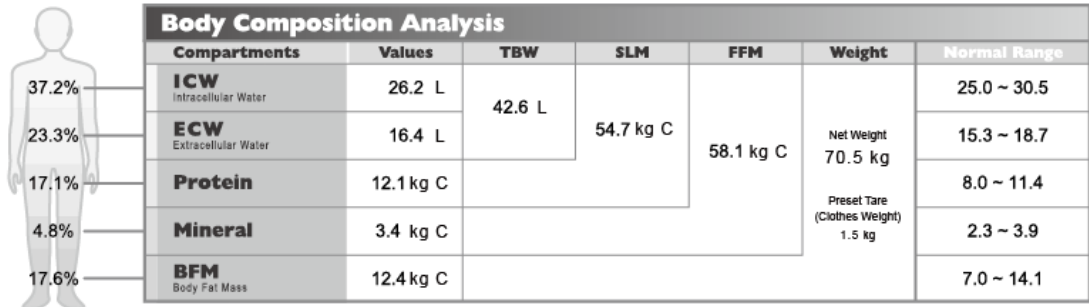 Body Composition Analysis
Compartments Values TBW SLM FFM Weight Normal Range
37.2% ICW 26.2 L 25.0 ~ 30.5
Intracellular Water
42.6 L
23.3% ECW 16.4 L 54.7 kg C Net Weight 15.3 ~ 18.7
Extracellular Water
58.1 kg C 70.5 kg
17.1% Protein 12.1 kg C 8.0 ~ 11.4
Preset Tare
(Clothes Weight)
4.8% Mineral 3.4 kg C 1.5 kg 2.3 ~ 3.9
17.6% BFM 12.4 kg C 7.0 ~ 14.1
Body Fat Mass